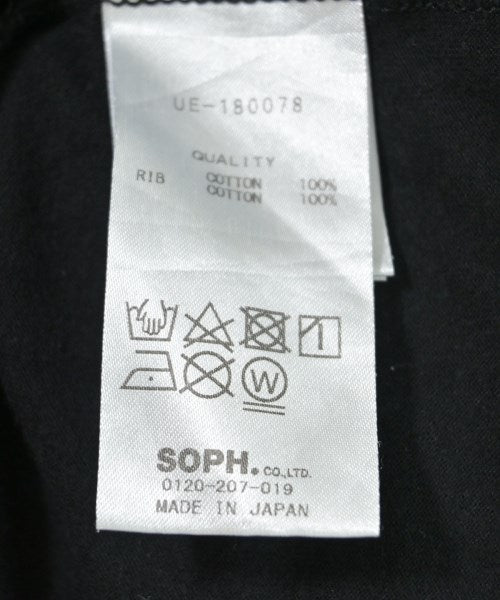 UE-180078
QUALITY
COTTON 100%
RIB COTTON 100%
W
SOPH. CO.,LTD.
0120-207-019
MADE IN JAPAN